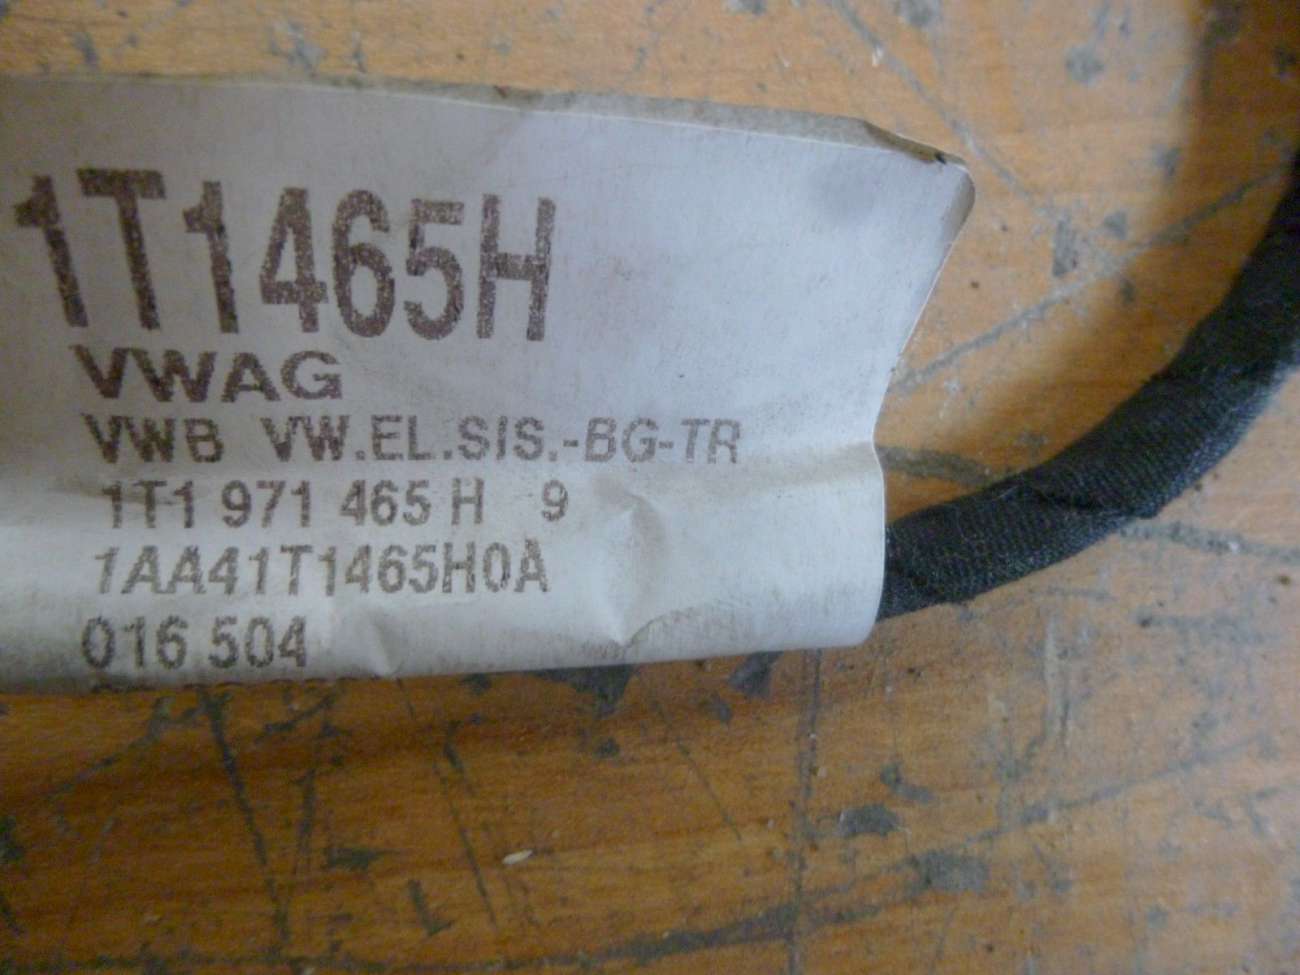 1T1465H
VWAG
VWB VW.EL.SIS.-BG-TR
1T1 971 465 H 9
1AA41T1465H0A
016 504